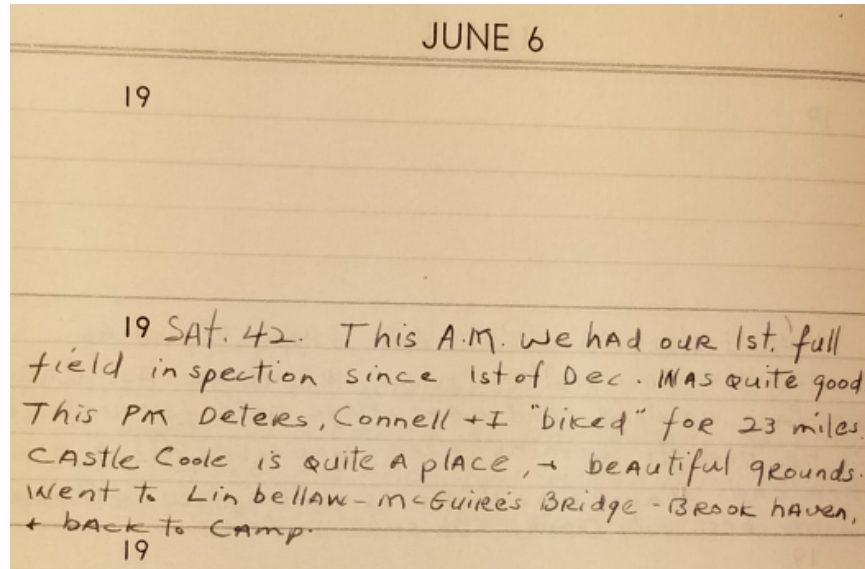 JUNE 6
19
19 SAt. 42. This A.M. we hAd ouR 1st. full
field inspection since 1st of Dec. WAS quite good
This PM Deteres, Connell + I "biked" foR 23 miles.
CAstle Coole is quite A plAce, + beAutiful gRounds.
Went to Lin bellAw - McGuire's BRidge - BRook hAven,
+ bAck to CAmp.
19